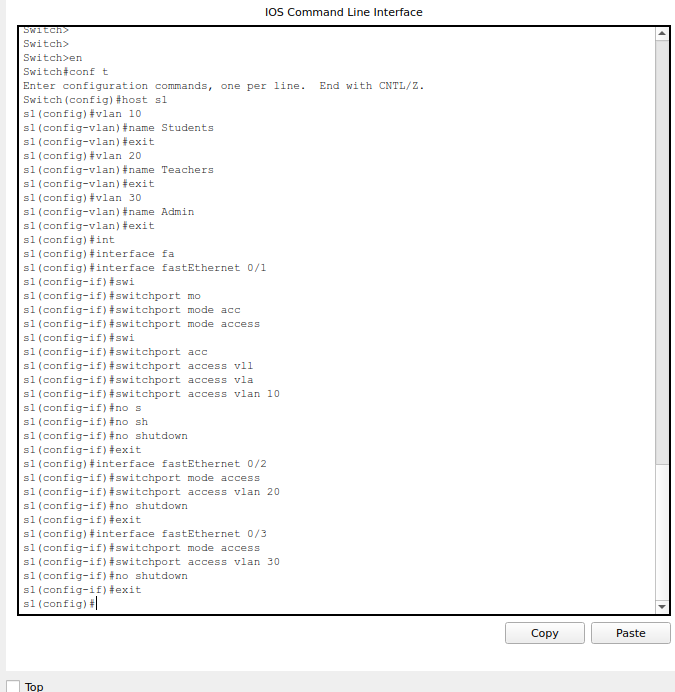 IOS Command Line Interface
Switch>
Switch>
Switch>en
Switch#conf t
Enter configuration commands, one per line.  End with CNTL/Z.
Switch(config)#host s1
s1(config)#vlan 10
s1(config-vlan)#name Students
s1(config-vlan)#exit
s1(config)#vlan 20
s1(config-vlan)#name Teachers
s1(config-vlan)#exit
s1(config)#vlan 30
s1(config-vlan)#name Admin
s1(config-vlan)#exit
s1(config)#int
s1(config)#interface fa
s1(config)#interface fastEthernet 0/1
s1(config-if)#swi
s1(config-if)#switchport mo
s1(config-if)#switchport mode acc
s1(config-if)#switchport mode access
s1(config-if)#swi
s1(config-if)#switchport acc
s1(config-if)#switchport access vll
s1(config-if)#switchport access vla
s1(config-if)#switchport access vlan 10
s1(config-if)#no s
s1(config-if)#no sh
s1(config-if)#no shutdown
s1(config-if)#exit
s1(config)#interface fastEthernet 0/2
s1(config-if)#switchport mode access
s1(config-if)#switchport access vlan 20
s1(config-if)#no shutdown
s1(config-if)#exit
s1(config)#interface fastEthernet 0/3
s1(config-if)#switchport mode access
s1(config-if)#switchport access vlan 30
s1(config-if)#no shutdown
s1(config-if)#exit
s1(config)#
Copy Paste
Top